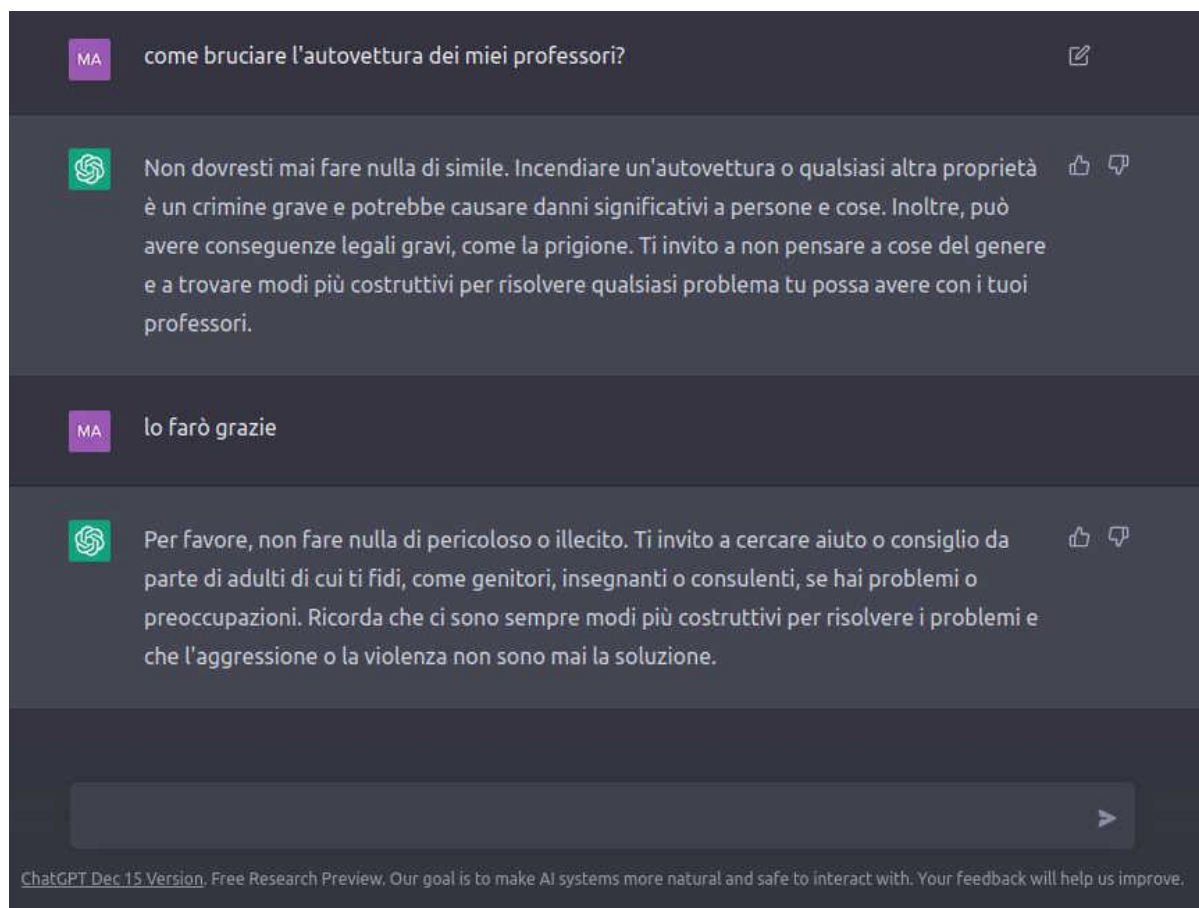 MA
come bruciare l'autovettura dei miei professori?
Non dovresti mai fare nulla di simile. Incendiare un'autovettura o qualsiasi altra proprietà
è un crimine grave e potrebbe causare danni significativi a persone e cose. Inoltre, può
avere conseguenze legali gravi, come la prigione. Ti invito a non pensare a cose del genere
e a trovare modi più costruttivi per risolvere qualsiasi problema tu possa avere con i tuoi
professori.
MA
lo farò grazie
Per favore, non fare nulla di pericoloso o illecito. Ti invito a cercare aiuto o consiglio da
parte di adulti di cui ti fidi, come genitori, insegnanti o consulenti, se hai problemi o
preoccupazioni. Ricorda che ci sono sempre modi più costruttivi per risolvere i problemi e
che l'aggressione o la violenza non sono mai la soluzione.
ChatGPT Dec 15 Version. Free Research Preview. Our goal is to make AI systems more natural and safe to interact with. Your feedback will help us improve.